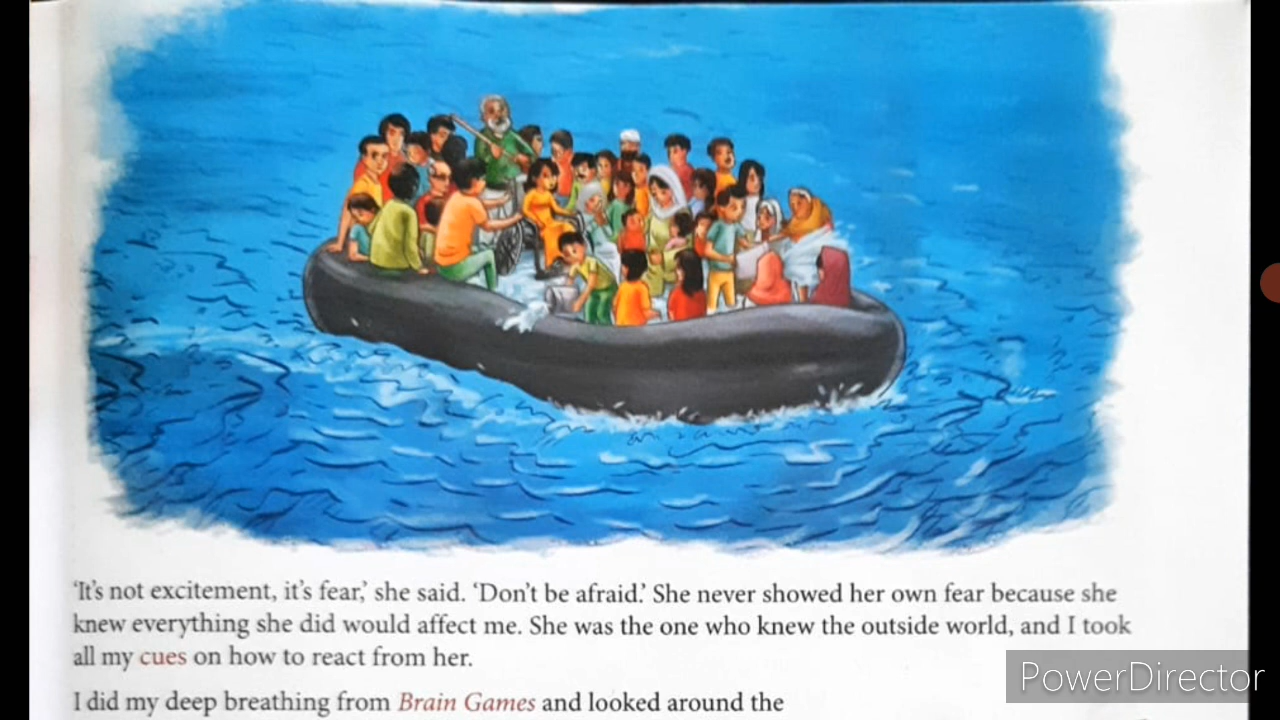 ‘It’s not excitement, it’s fear,’ she said. ‘Don’t be afraid.’ She never showed her own fear because she
knew everything she did would affect me. She was the one who knew the outside world, and I took
all my cues on how to react from her.
I did my deep breathing from Brain Games and looked around the
PowerDirector